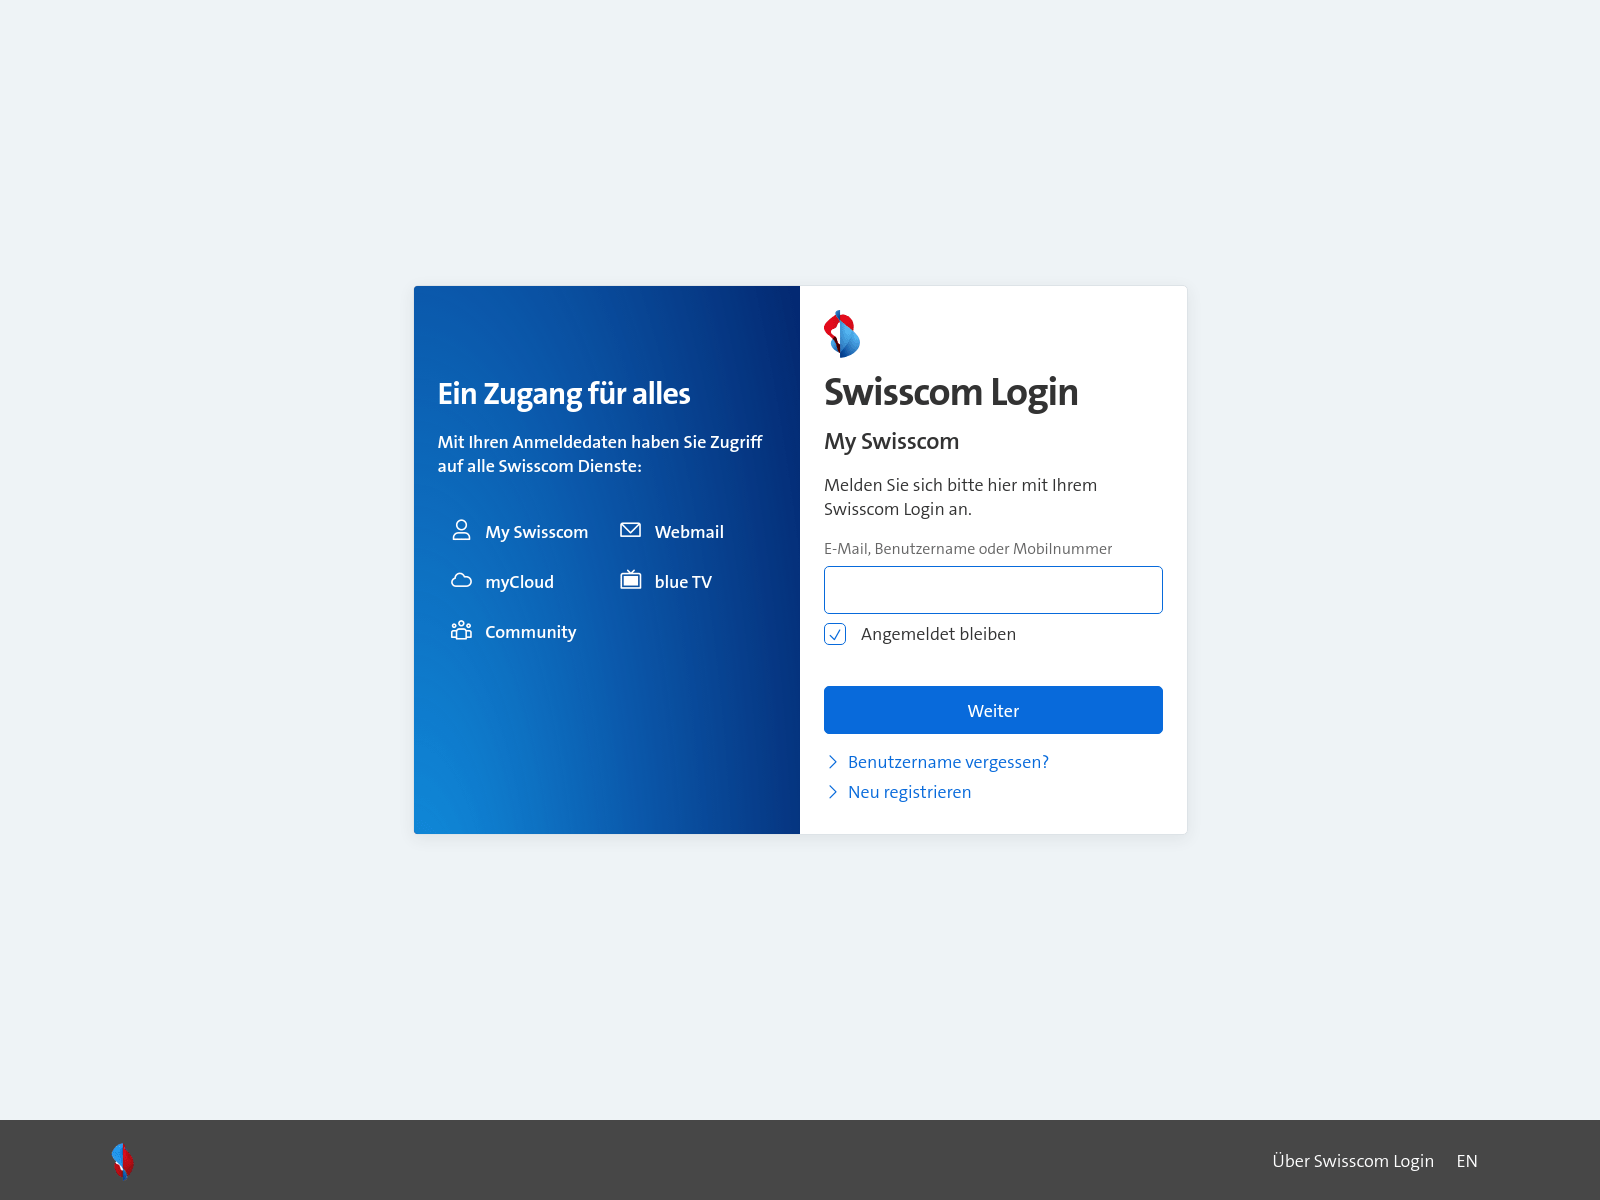 Ein Zugang für alles
Mit Ihren Anmeldedaten haben Sie Zugriff
auf alle Swisscom Dienste:
My Swisscom
Webmail
myCloud
blue TV
Community
Swisscom Login
My Swisscom
Melden Sie sich bitte hier mit Ihrem
Swisscom Login an.
E-Mail, Benutzername oder Mobilnummer
Angemeldet bleiben
Weiter
Benutzername vergessen?
Neu registrieren
Über Swisscom Login
EN